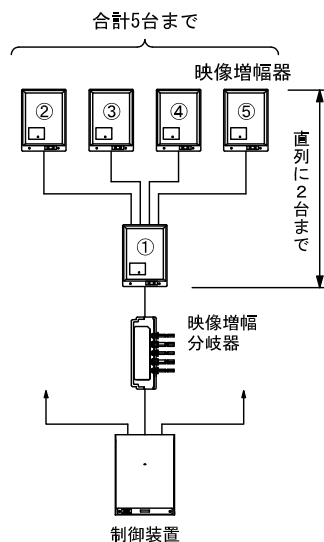 合計5台まで
映像増幅器
② ③ ④ ⑤
直列に2台まで
①
映像増幅
分岐器
制御装置